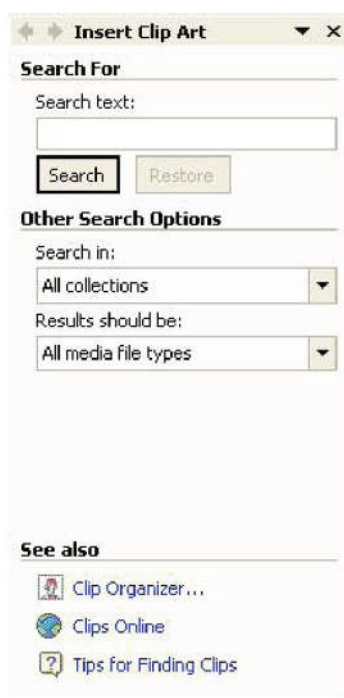 Insert Clip Art
Search For
Search text:
Search Restore
Other Search Options
Search in:
All collections
Results should be:
All media file types
See also
Clip Organizer...
Clips Online
Tips for Finding Clips